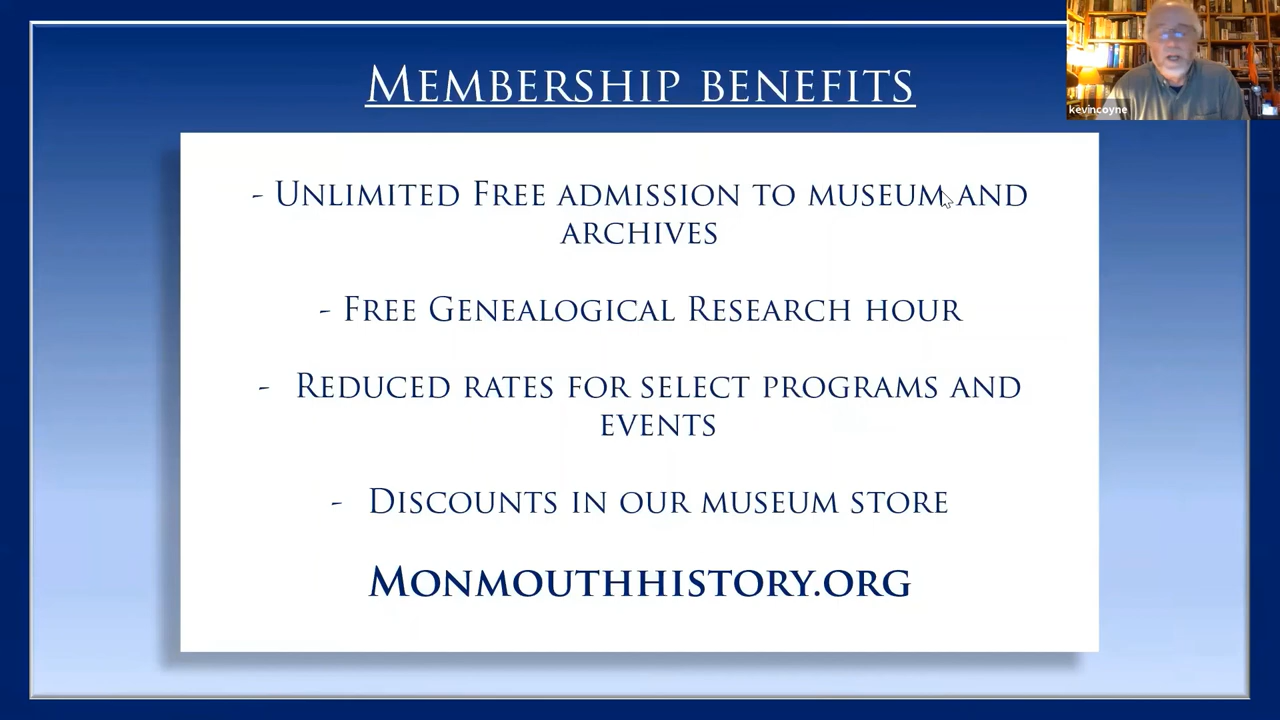 Membership benefits
kevincoyne
- Unlimited Free admission to museum and
archives
- Free Genealogical Research hour
- Reduced rates for select programs and
events
- Discounts in our museum store
Monmouthhistory.org